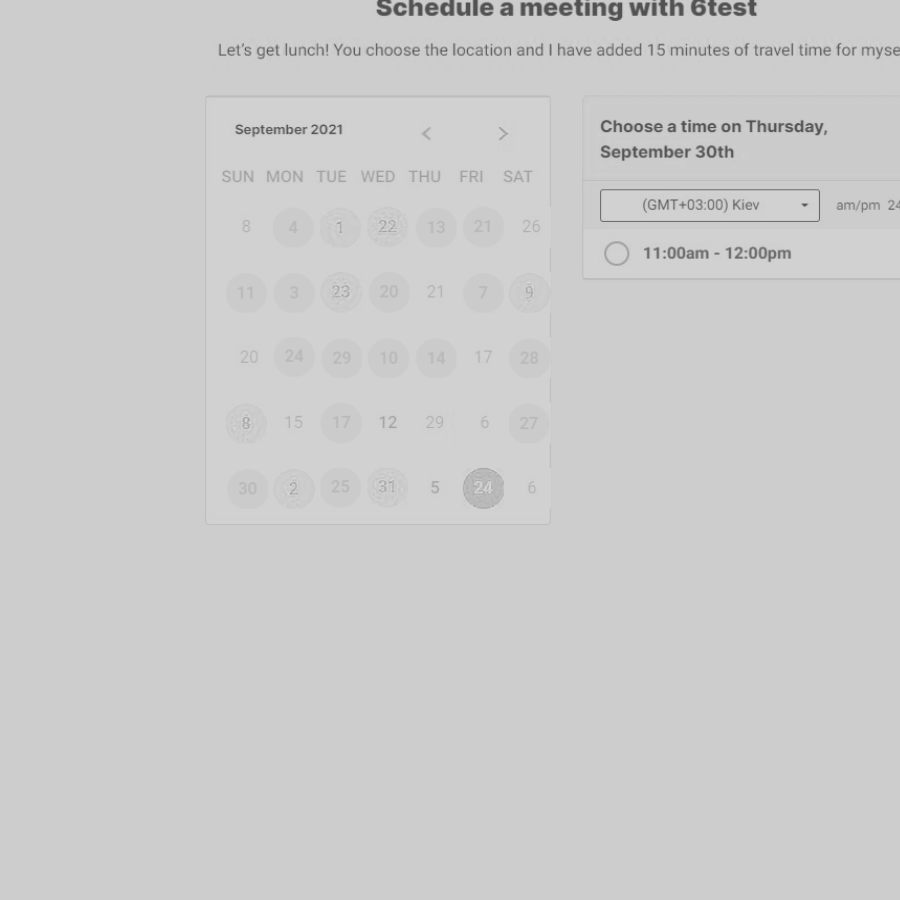 Schedule a meeting with 6test
Let's get lunch! You choose the location and I have added 15 minutes of travel time for myse
September 2021
SUN MON TUE WED THU FRI SAT
8 4 1 22 13 21 26
11 3 23 20 21 7 9
20 24 29 10 14 17 28
8 15 17 12 29 6 27
30 2 25 31 5 24 6
Choose a time on Thursday,
September 30th
(GMT+03:00) Kiev am/pm 24
11:00am - 12:00pm